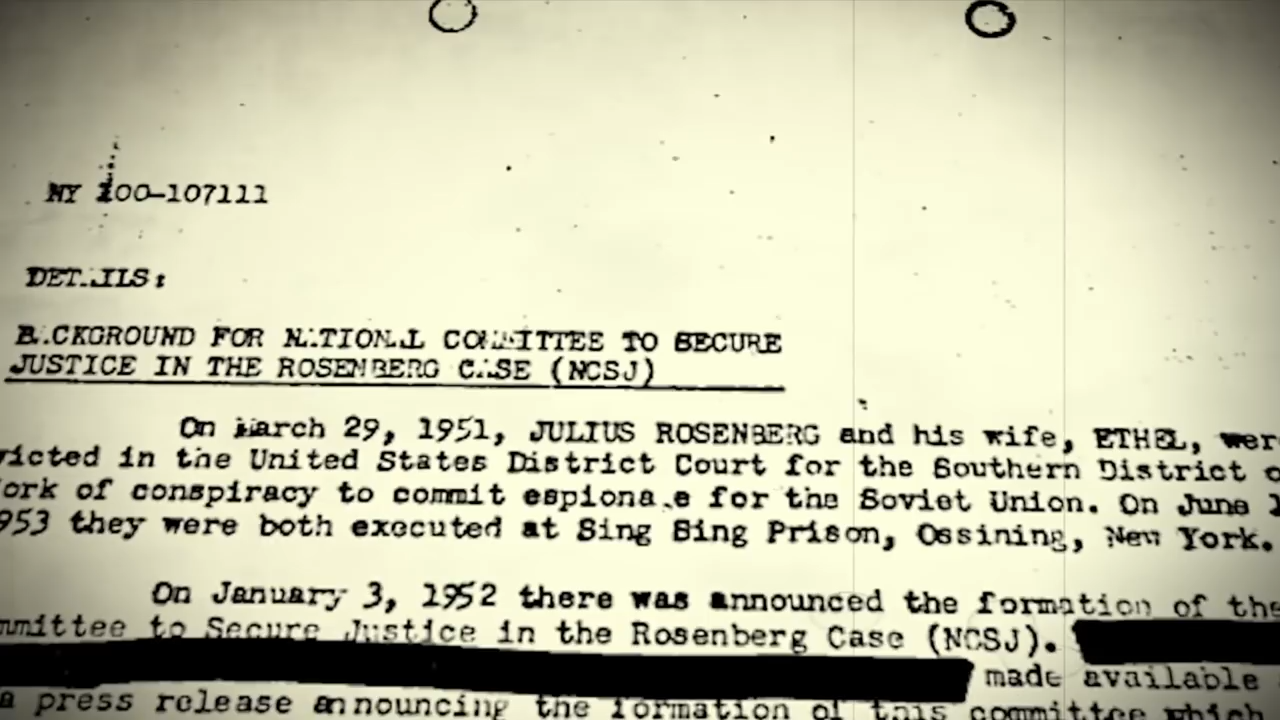 NY 100-107111
DETAILS:
BACKGROUND FOR NATIONAL COMMITTEE TO SECURE
JUSTICE IN THE ROSENBERG CASE (NCSJ)
On March 29, 1951, JULIUS ROSENBERG and his wife, ETHEL, wer
victed in the United States District Court for the Southern District o
ork of conspiracy to commit espionage for the Soviet Union. On June 1
953 they were both executed at Sing Sing Prison, Ossining, New York.
On January 3, 1952 there was announced the formation of the
mmittee to Secure Justice in the Rosenberg Case (NCSJ).
made available
a press release announcing the formation of this committee which